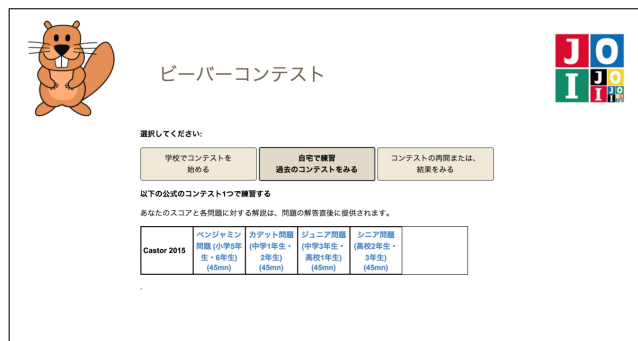 ビーバーコンテスト
JO
I JO
I JO
I
選択してください:
学校でコンテストを
始める
自宅で練習
過去のコンテストをみる
コンテストの再開または、
結果をみる
以下の公式のコンテスト1つで練習する
あなたのスコアと各問題に対する解説は、問題の解答直後に提供されます。
Castor 2015
ベンジャミン
問題 (小学5年
生・6年生)
(45mn)
カデット問題
(中学1年生・
2年生)
(45mn)
ジュニア問題
(中学3年生・
高校1年生)
(45mn)
シニア問題
(高校2年生・
3年生)
(45mn)
.